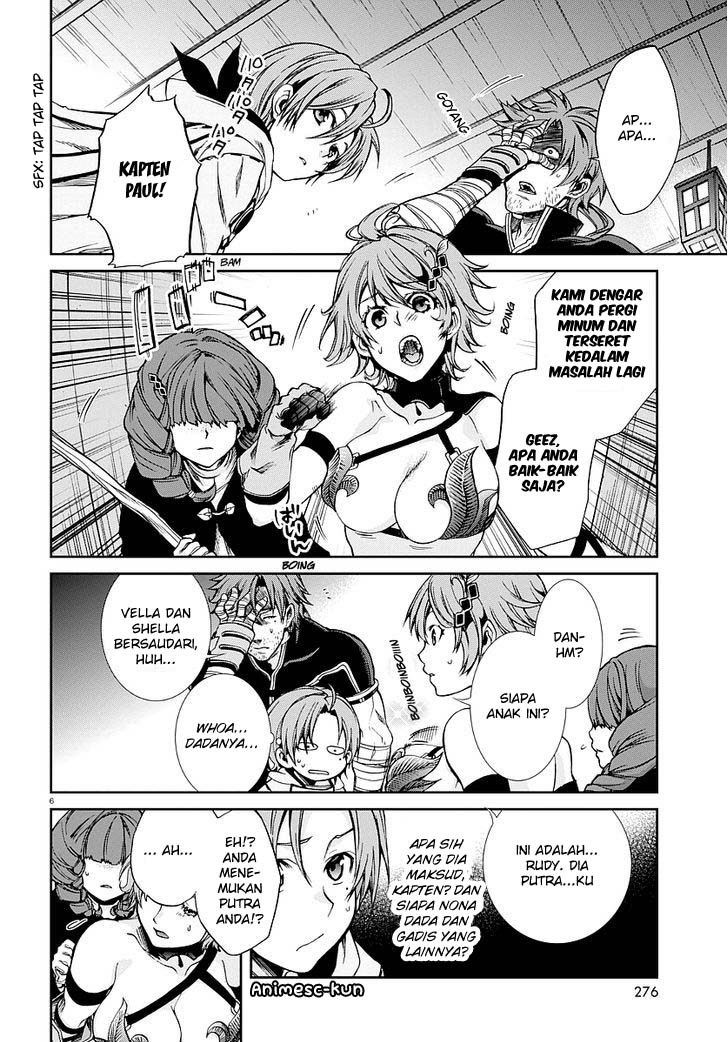 SFX: TAP TAP TAP
AP...
APA...
GOYANG
KAPTEN
PAUL!
BAM
KAMI DENGAR
ANDA PERGI
MINUM DAN
TERSERET
KEDALAM
MASALAH LAGI
BOING
GEEZ,
APA ANDA
BAIK-BAIK
SAJA?
BOING
DAN-
HM?
SIAPA
ANAK INI?
BOINBOINBOIIIN
VELLA DAN
SHELLA
BERSAUDARI,
HUH...
WHOA...
DADANYA...
6
INI ADALAH...
RUDY. DIA
PUTRA...KU
APA SIH
YANG DIA
MAKSUD,
KAPTEN? DAN
SIAPA NONA
DADA DAN
GADIS YANG
LAINNYA?
EH!?
ANDA
MENE-
MUKAN
PUTRA
ANDA!?
... AH...
Animesc-kun
276